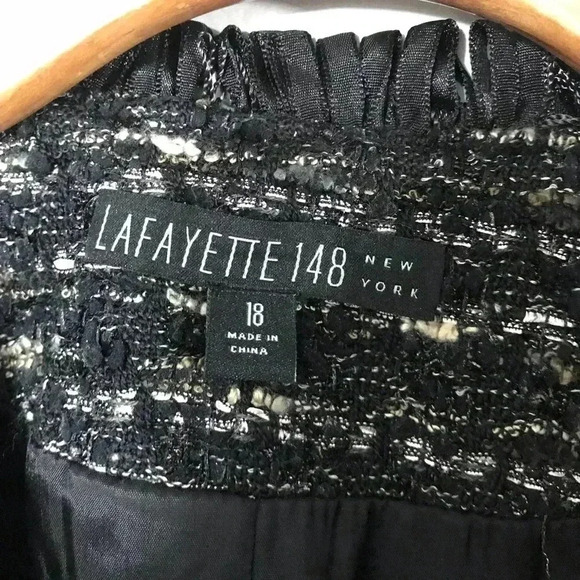 LAFAYETTE 148 NEW YORK
18
MADE IN
CHINA